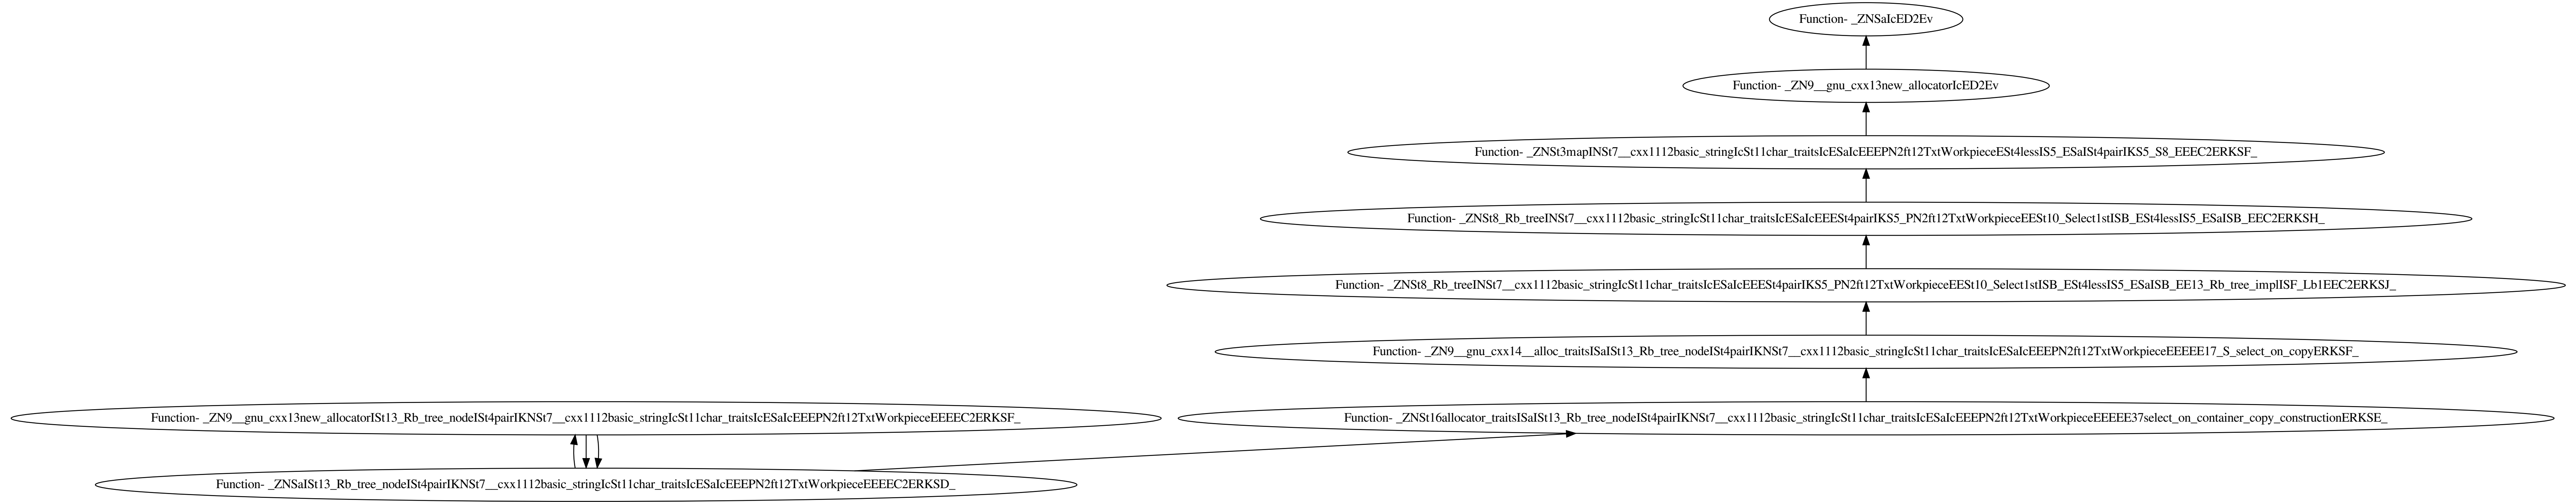 Function- _ZNSaIcED2Ev
Function- _ZN9__gnu_cxx13new_allocatorIcED2Ev
Function- _ZNSt3mapINSt7__cxx1112basic_stringIcSt11char_traitsIcESaIcEEEPN2ft12TxtWorkpieceESt4lessIS5_ESaISt4pairIKS5_S8_EEEC2ERKSF_
Function- _ZNSt8_Rb_treeINSt7__cxx1112basic_stringIcSt11char_traitsIcESaIcEEESt4pairIKS5_PN2ft12TxtWorkpieceEESt10_Select1stISB_ESt4lessIS5_ESaISB_EEC2ERKSH_
Function- _ZNSt8_Rb_treeINSt7__cxx1112basic_stringIcSt11char_traitsIcESaIcEEESt4pairIKS5_PN2ft12TxtWorkpieceEESt10_Select1stISB_ESt4lessIS5_ESaISB_EE13_Rb_tree_implISF_Lb1EEC2ERKSJ_
Function- _ZN9__gnu_cxx14__alloc_traitsISaISt13_Rb_tree_nodeISt4pairIKNSt7__cxx1112basic_stringIcSt11char_traitsIcESaIcEEEPN2ft12TxtWorkpieceEEEEE17_S_select_on_copyERKSF_
Function- _ZN9__gnu_cxx13new_allocatorISt13_Rb_tree_nodeISt4pairIKNSt7__cxx1112basic_stringIcSt11char_traitsIcESaIcEEEPN2ft12TxtWorkpieceEEEEC2ERKSF_
Function- _ZNSt16allocator_traitsISaISt13_Rb_tree_nodeISt4pairIKNSt7__cxx1112basic_stringIcSt11char_traitsIcESaIcEEEPN2ft12TxtWorkpieceEEEEE37select_on_container_copy_constructionERKSE_
Function- _ZNSaISt13_Rb_tree_nodeISt4pairIKNSt7__cxx1112basic_stringIcSt11char_traitsIcESaIcEEEPN2ft12TxtWorkpieceEEEEC2ERKSD_